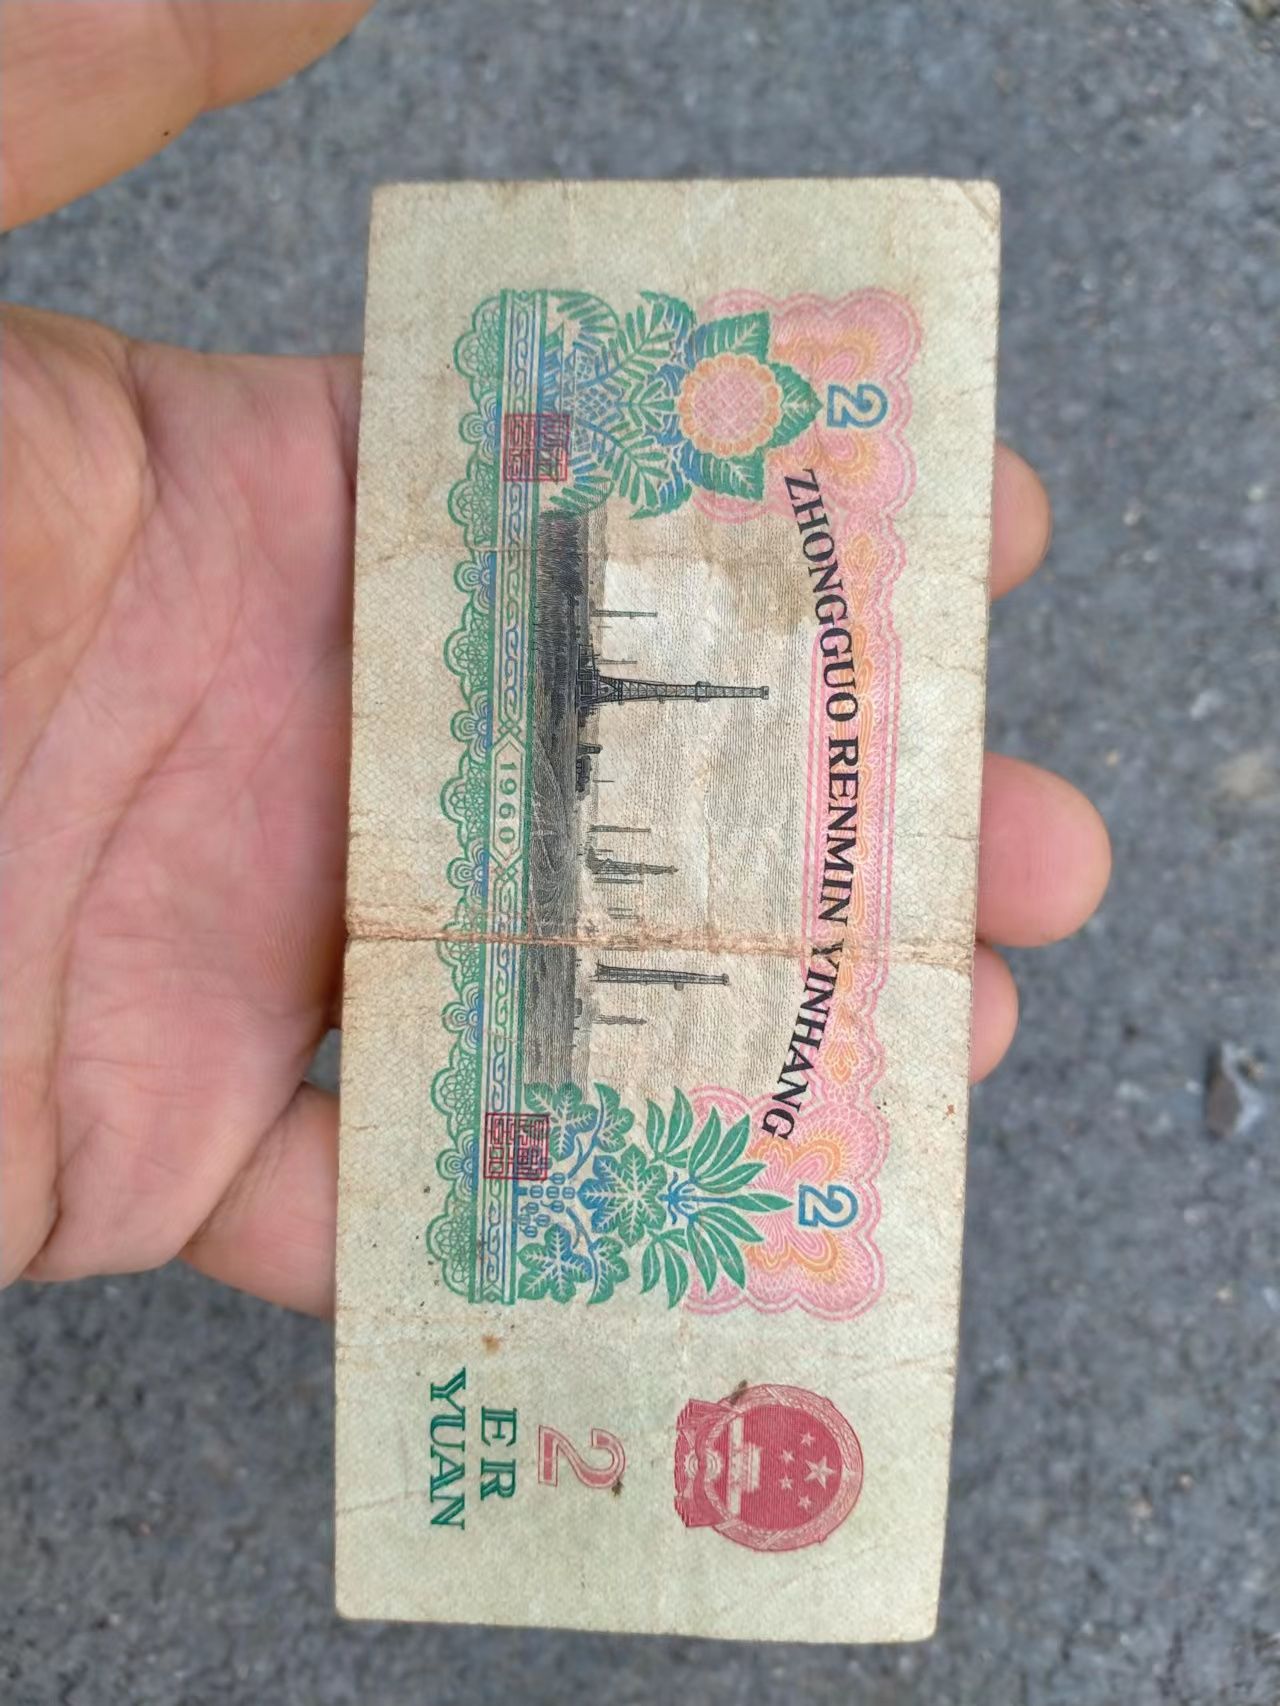 2
2
ZHONGGUO RENMIN YINHANG
1960
2
ER
YUAN